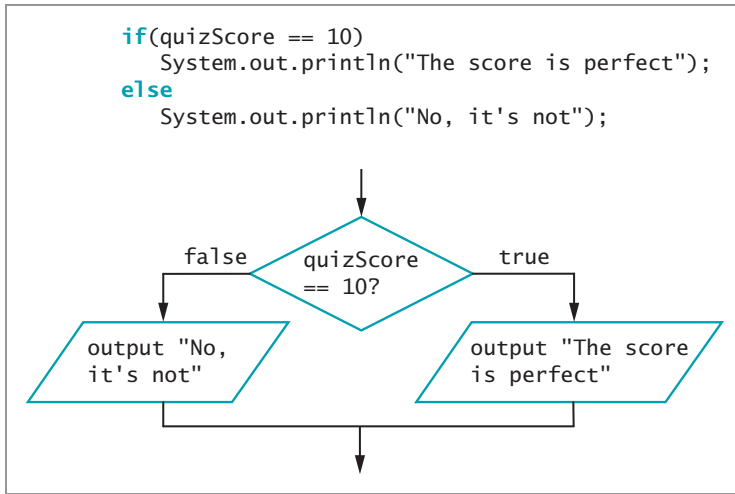 if(quizScore == 10)
System.out.println("The score is perfect");
else
System.out.println("No, it's not");
false
quizScore
== 10?
true
output "No,
it's not"
output "The score
is perfect"